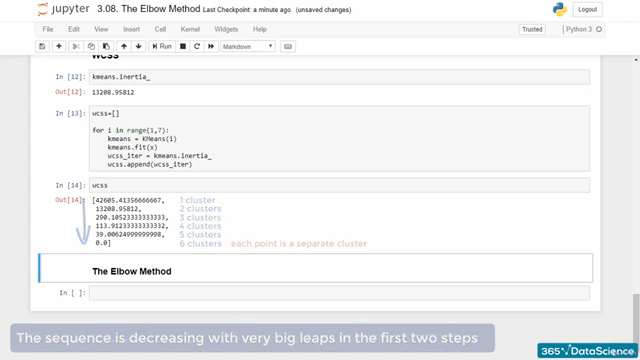 jupyter 3.08. The Elbow Method Last Checkpoint: a minute ago (unsaved changes) Logout
File Edit View Insert Cell Kernel Widgets Help Trusted Python 3
Run Markdown
WCSS
In [12]: kmeans.inertia_
Out[12]: 13208.95812
In [13]: wcss=[]
for i in range(1,7):
kmeans = KMeans(i)
kmeans.fit(x)
wcss_iter = kmeans.inertia_
wcss.append(wcss_iter)
In [14]: wcss
Out[14]: [42605.41356666667, 1 cluster
13208.95812, 2 clusters
290.10523333333333, 3 clusters
113.91233333333332, 4 clusters
39.00624999999998, 5 clusters
0.0] 6 clusters each point is a separate cluster
The Elbow Method
In [ ]:
The sequence is decreasing with very big leaps in the first two steps
365 DataScience